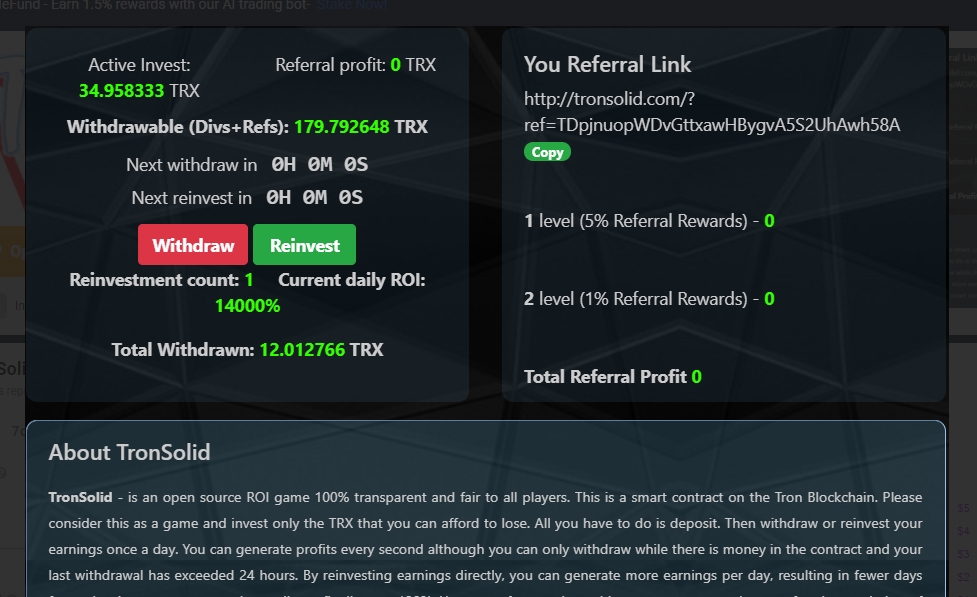 eFund - Earn 1.5% rewards with our AI trading bot- Stake Now!
Active Invest:
34.958333 TRX
Referral profit: 0 TRX
Withdrawable (Divs+Refs): 179.792648 TRX
Next withdraw in 0H 0M 0S
Next reinvest in 0H 0M 0S
Withdraw
Reinvest
Reinvestment count: 1 Current daily ROI:
14000%
Total Withdrawn: 12.012766 TRX
You Referral Link
http://tronsolid.com/?
ref=TDpjnuopWDvGttxawHBygvA5S2UhAwh58A
Copy
1 level (5% Referral Rewards) - 0
2 level (1% Referral Rewards) - 0
Total Referral Profit 0
About TronSolid
TronSolid - is an open source ROI game 100% transparent and fair to all players. This is a smart contract on the Tron Blockchain. Please
consider this as a game and invest only the TRX that you can afford to lose. All you have to do is deposit. Then withdraw or reinvest your
earnings once a day. You can generate profits every second although you can only withdraw while there is money in the contract and your
last withdrawal has exceeded 24 hours. By reinvesting earnings directly, you can generate more earnings per day, resulting in fewer days
$5
$4
$3
$2